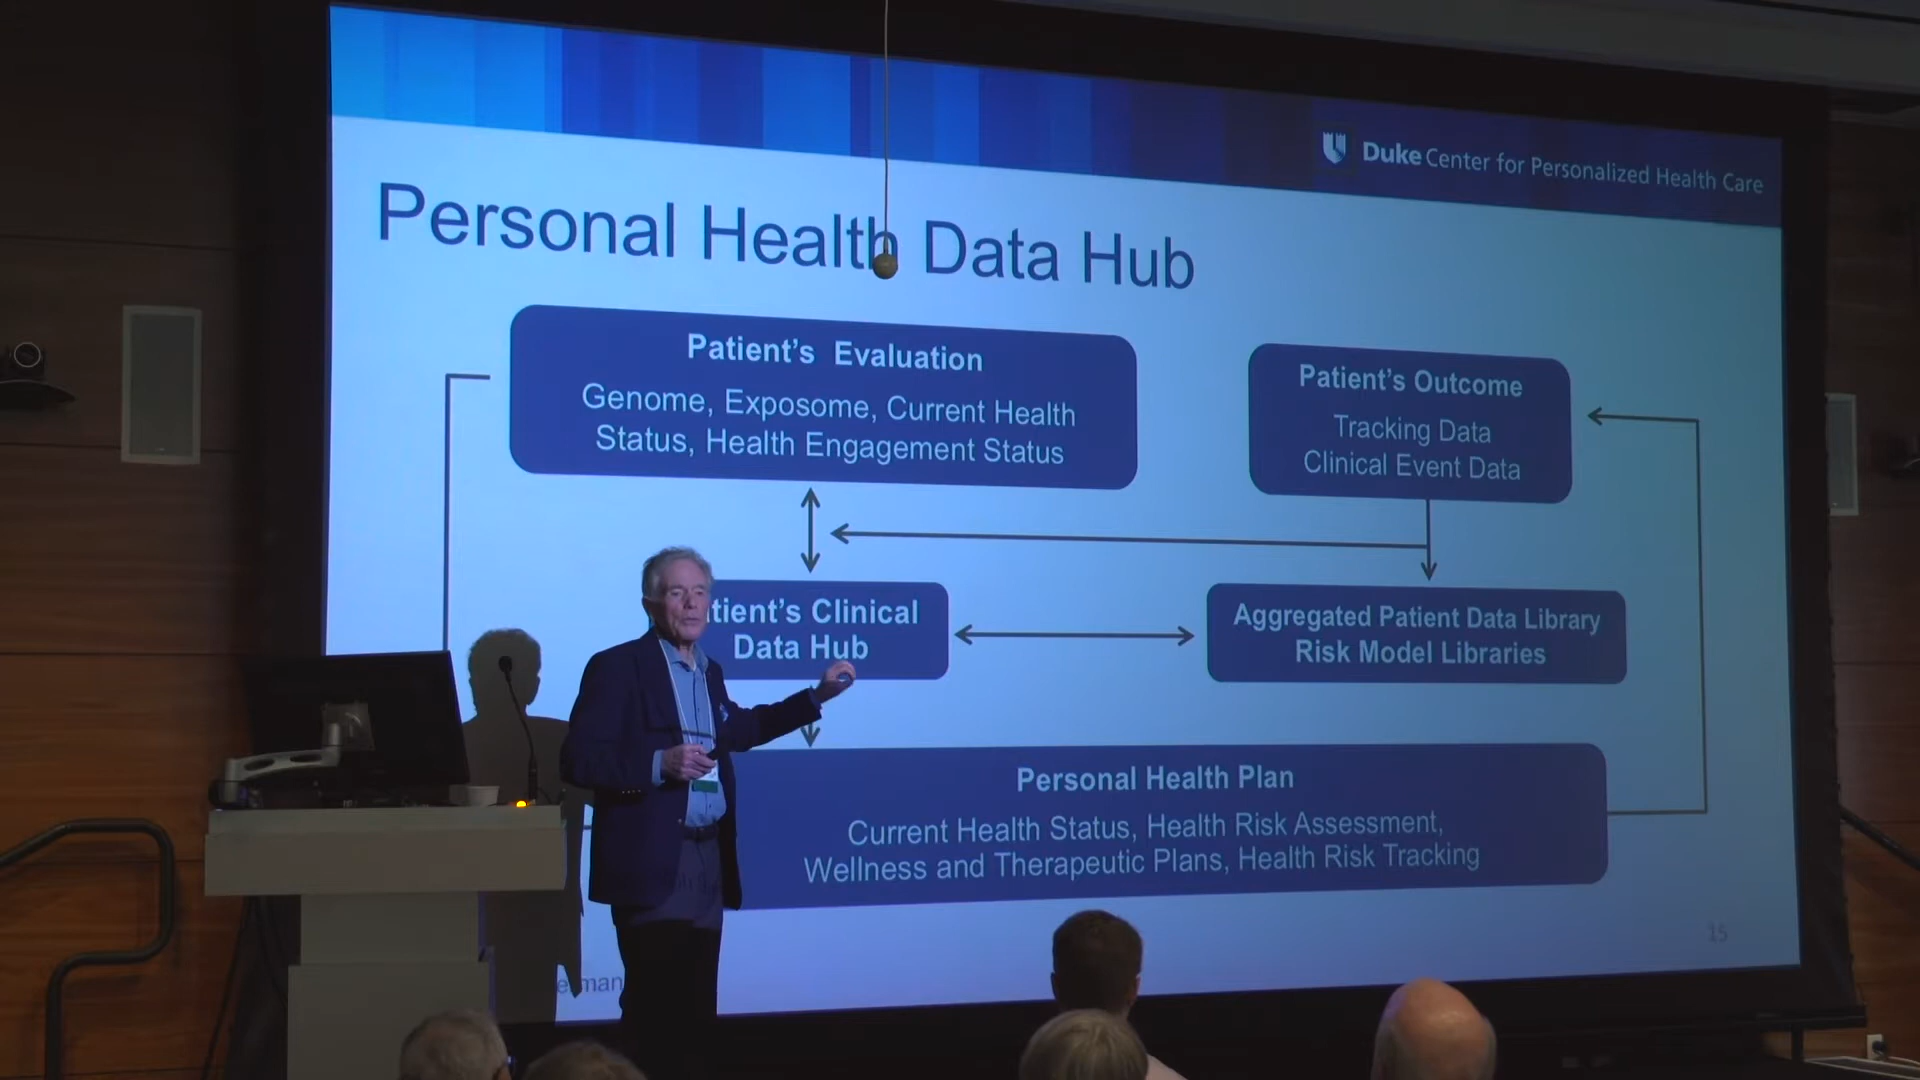 Duke Center for Personalized Health Care
Personal Health Data Hub
Patient’s Evaluation
Genome, Exposome, Current Health
Status, Health Engagement Status
Patient’s Outcome
Tracking Data
Clinical Event Data
tient’s Clinical
Data Hub
Aggregated Patient Data Library
Risk Model Libraries
Personal Health Plan
Current Health Status, Health Risk Assessment,
Wellness and Therapeutic Plans, Health Risk Tracking
15